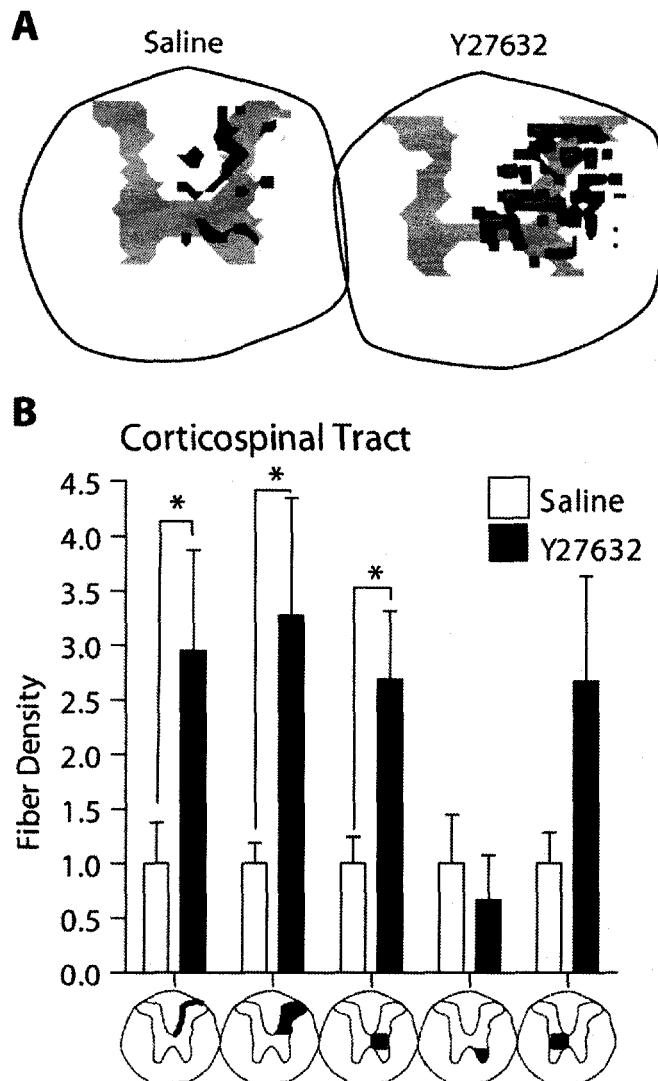 A
Saline
Y27632
B
Corticospinal Tract
Saline
Y27632
Fiber Density
4.5
4.0
3.5
3.0
2.5
2.0
1.5
1.0
0.5
0.0
*
*
*